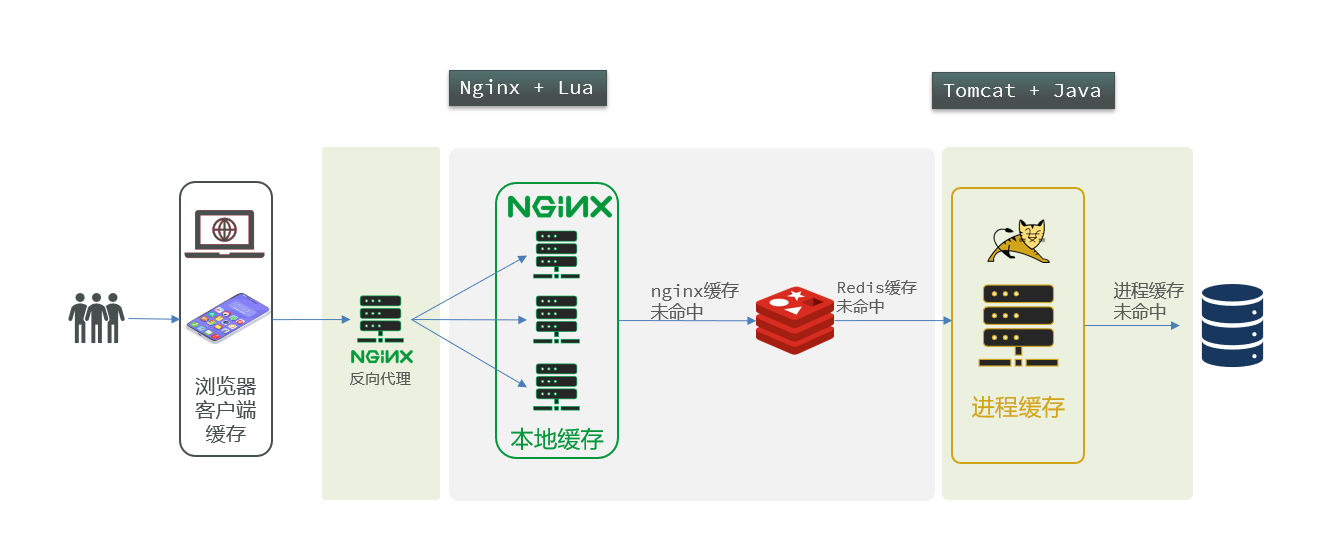 Nginx + Lua
Tomcat + Java
浏览器
客户端
缓存
NGINX
反向代理
NGINX
本地缓存
nginx缓存
未命中
Redis缓存
未命中
进程缓存
进程缓存
未命中